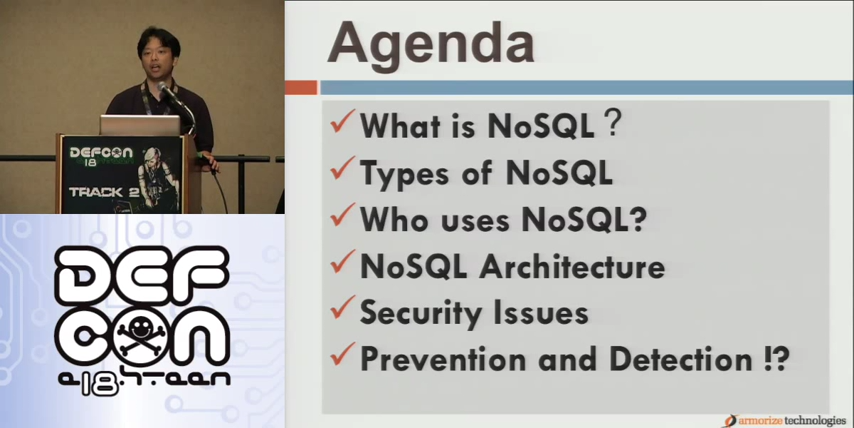 Agenda
What is NoSQL ?
Types of NoSQL
Who uses NoSQL?
NoSQL Architecture
Security Issues
Prevention and Detection !?
armorize technologies
DEFCON
18
TRACK 2
DEF
CON
e18hteen